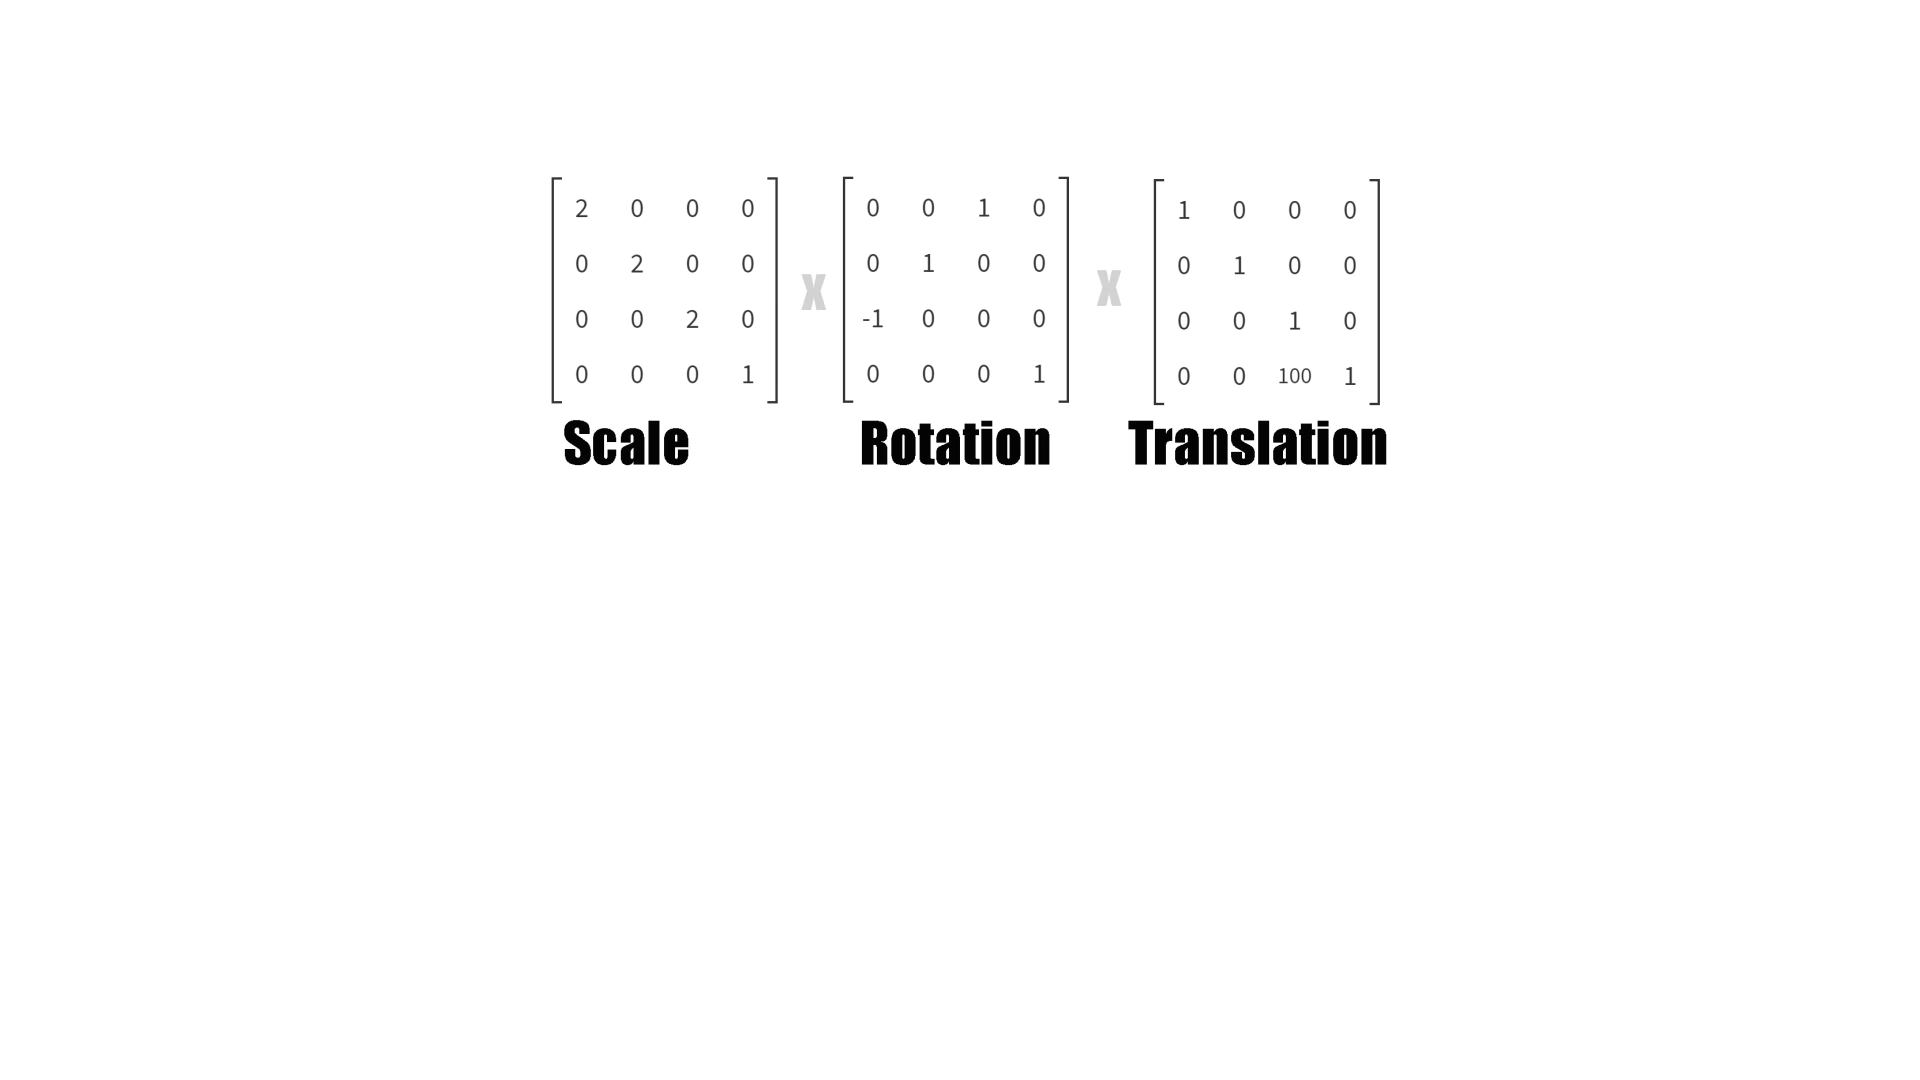 2 0 0 0 0 0 1 0 1 0 0 0
0 2 0 0 0 1 0 0 0 1 0 0
x x
0 0 2 0 -1 0 0 0 0 0 1 0
0 0 0 1 0 0 0 1 0 0 100 1
Scale Rotation Translation